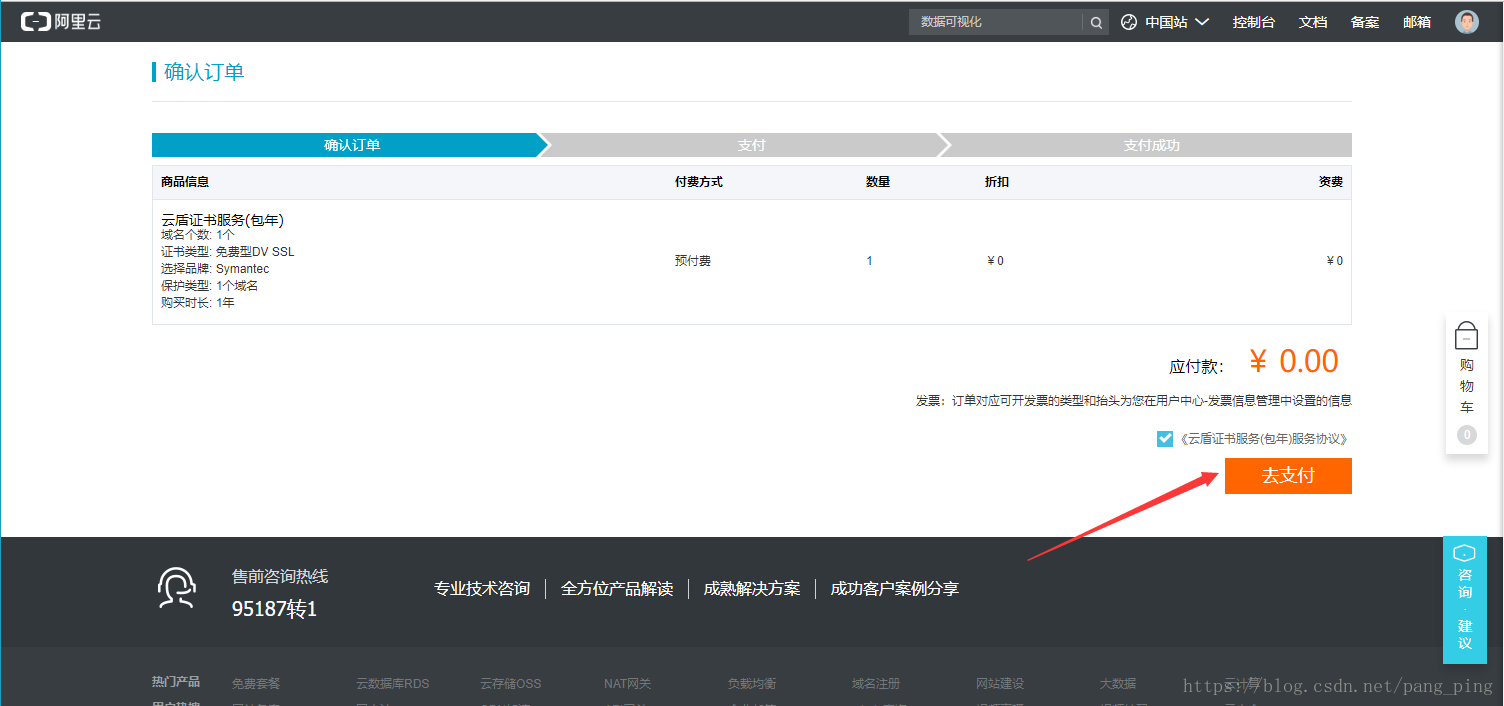 阿里云
数据可视化 中国站 控制台 文档 备案 邮箱
确认订单
确认订单 支付 支付成功
商品信息 付费方式 数量 折扣 资费
云盾证书服务(包年)
域名个数: 1个
证书类型: 免费型DV SSL
选择品牌: Symantec
保护类型: 1个域名
购买时长: 1年
预付费 1 ¥0 ¥0
应付款: ¥ 0.00
发票：订单对应可开发票的类型和抬头为您在用户中心-发票信息管理中设置的信息
《云盾证书服务(包年)服务协议》
去支付
购
物
车
0
咨
询
·
建
议
售前咨询热线
95187转1
专业技术咨询 全方位产品解读 成熟解决方案 成功客户案例分享
热门产品 免费套餐 云数据库RDS 云存储OSS NAT网关 负载均衡 域名注册 网站建设 大数据 云计算
https://blog.csdn.net/pang_ping